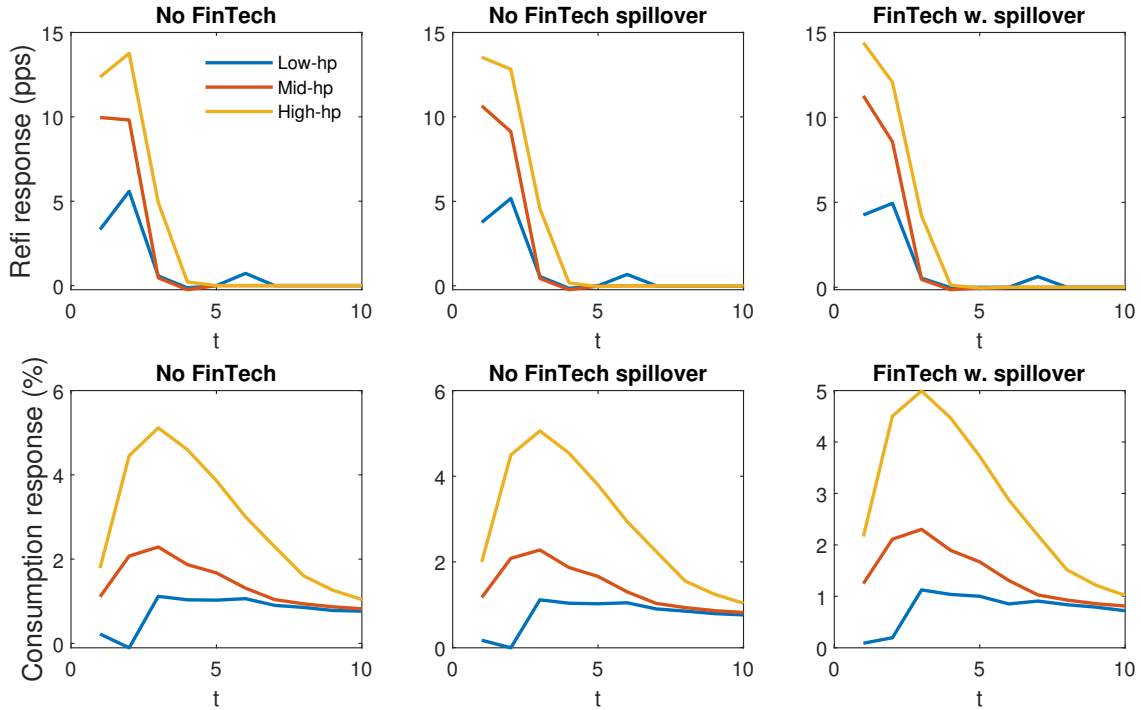 No FinTech
No FinTech spillover
FinTech w. spillover
Refi response (pps)
15
10
5
0
Low-hp
Mid-hp
High-hp
0
5
10
t
15
10
5
0
0
5
10
t
15
10
5
0
0
5
10
t
No FinTech
No FinTech spillover
FinTech w. spillover
Consumption response (%)
6
4
2
0
0
5
10
t
6
4
2
0
0
5
10
t
5
4
3
2
1
0
0
5
10
t